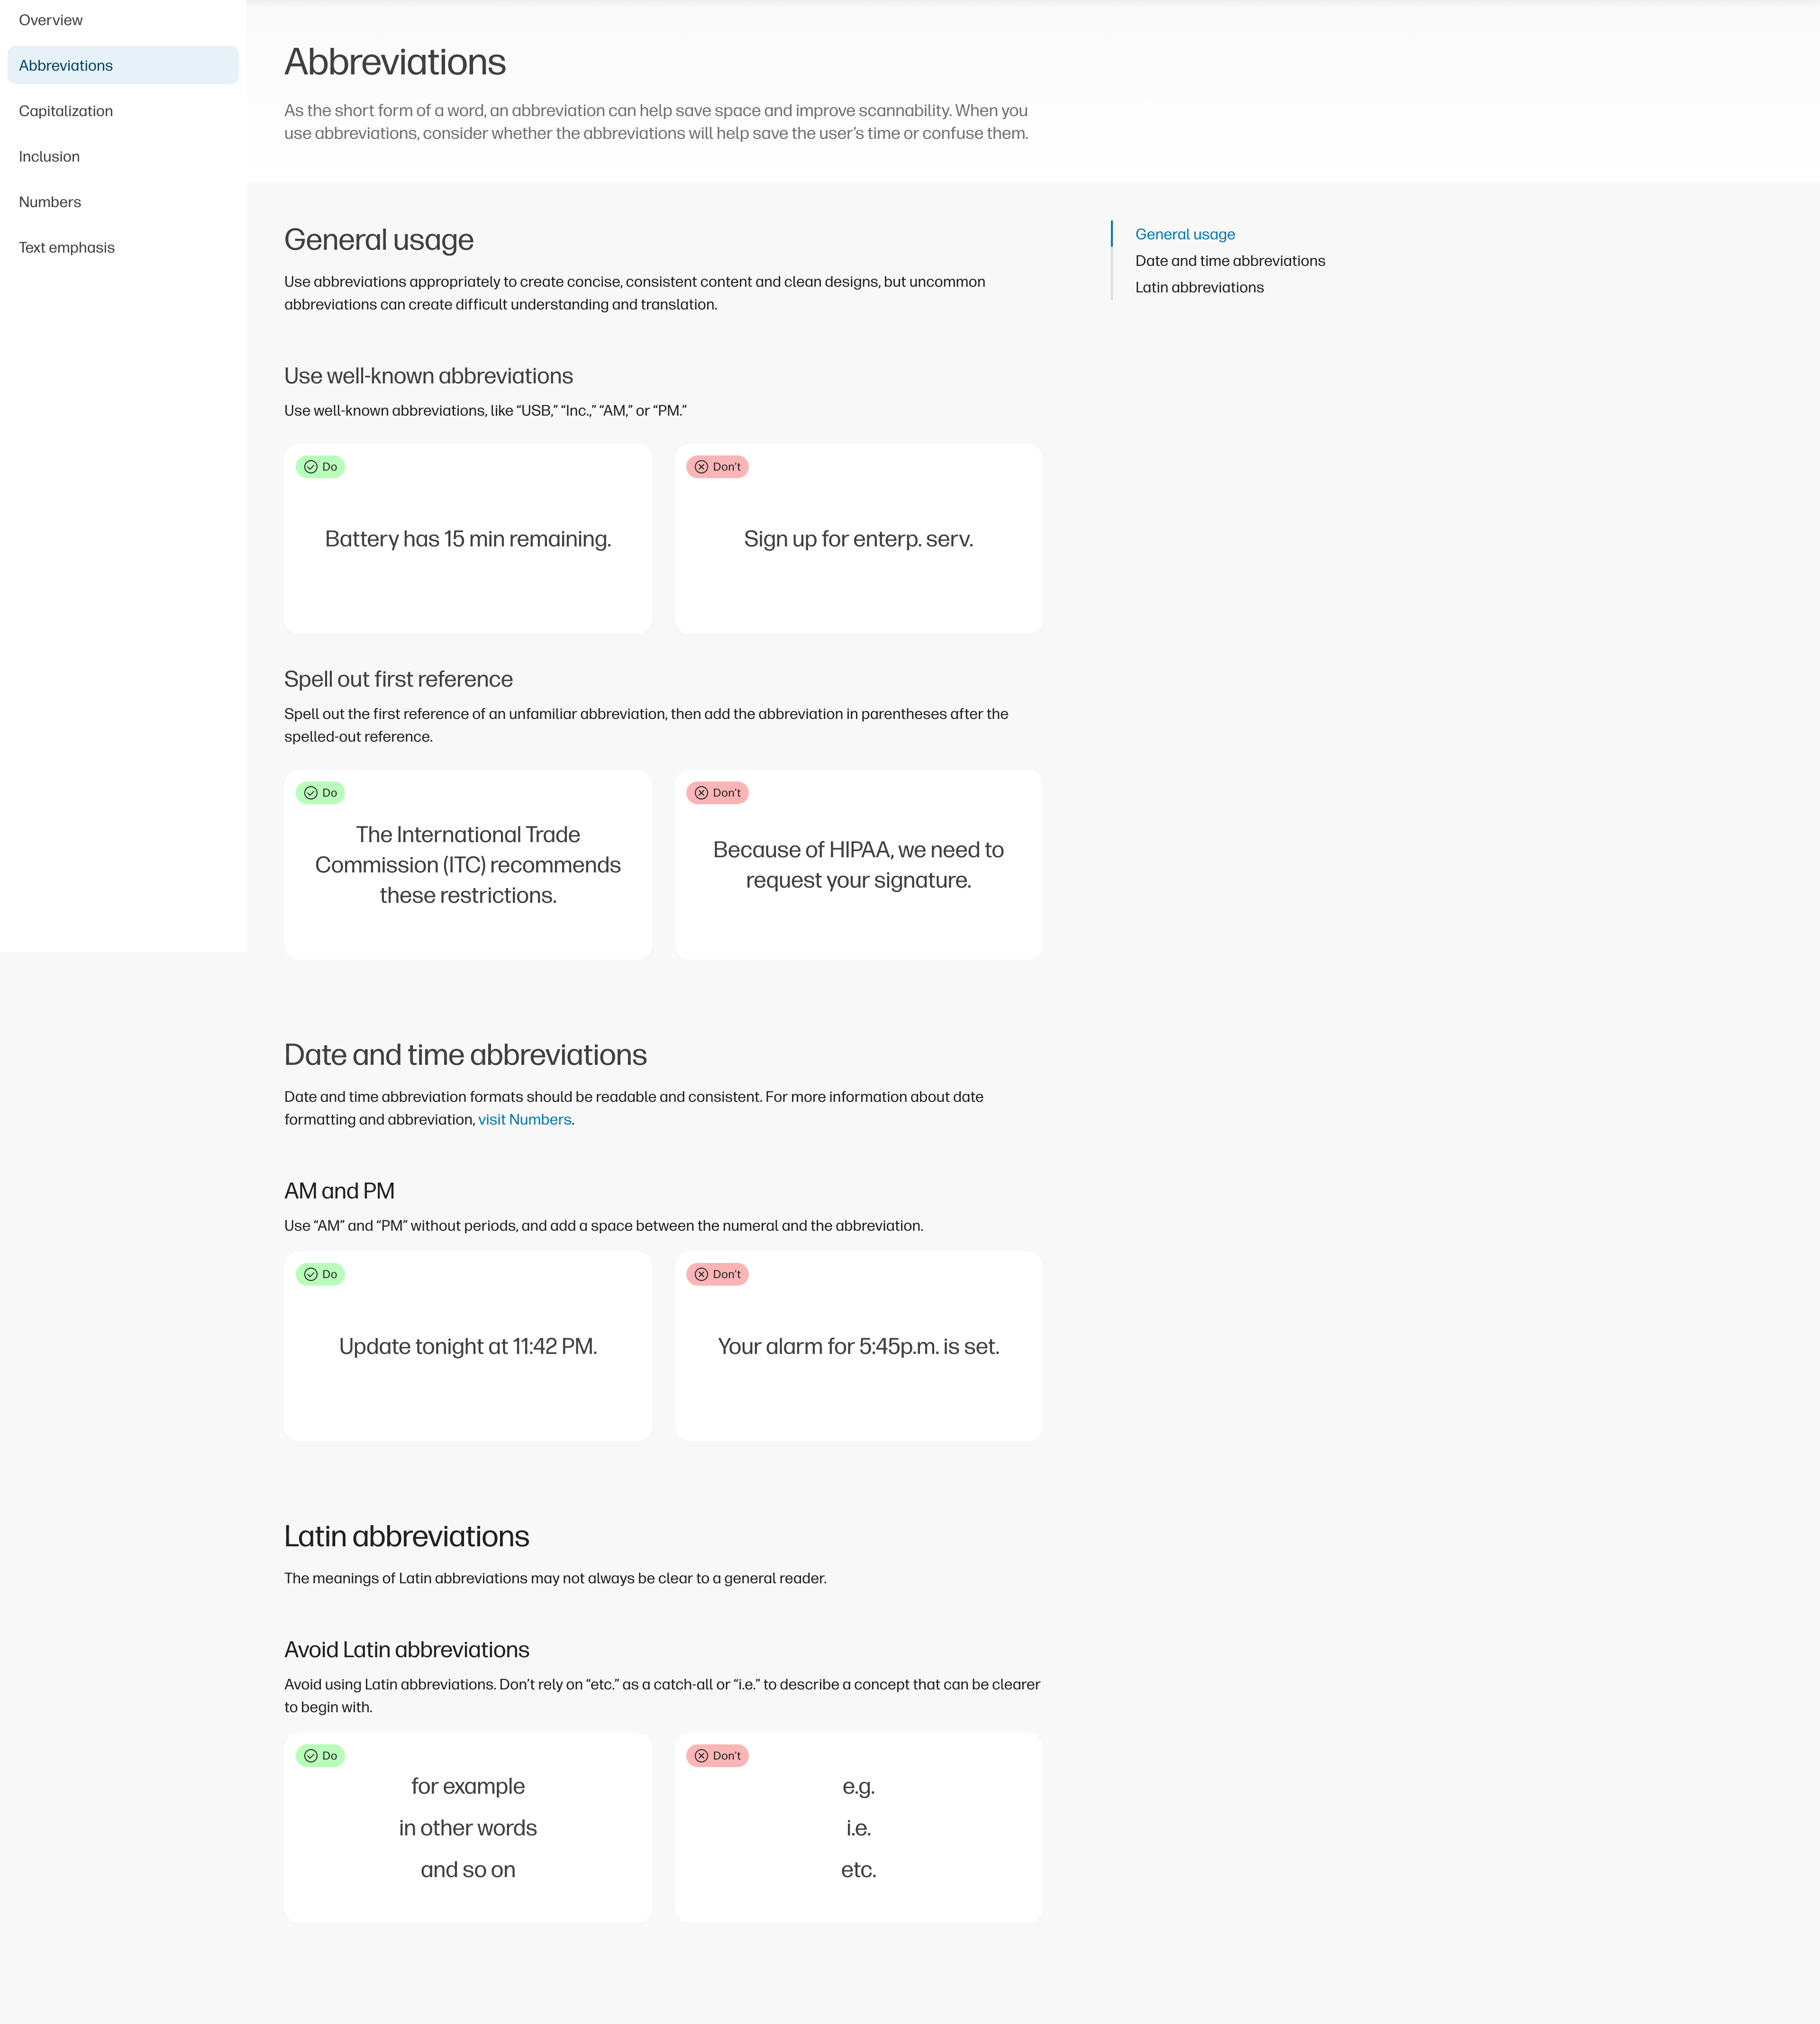 Overview
Abbreviations
Capitalization
Inclusion
Numbers
Text emphasis
Abbreviations
As the short form of a word, an abbreviation can help save space and improve scannability. When you
use abbreviations, consider whether the abbreviations will help save the user’s time or confuse them.
General usage
Use abbreviations appropriately to create concise, consistent content and clean designs, but uncommon
abbreviations can create difficult understanding and translation.
General usage
Date and time abbreviations
Latin abbreviations
Use well-known abbreviations
Use well-known abbreviations, like “USB,” “Inc.,” “AM,” or “PM.”
Do
Battery has 15 min remaining.
Don’t
Sign up for enterp. serv.
Spell out first reference
Spell out the first reference of an unfamiliar abbreviation, then add the abbreviation in parentheses after the
spelled-out reference.
Do
The International Trade
Commission (ITC) recommends
these restrictions.
Don’t
Because of HIPAA, we need to
request your signature.
Date and time abbreviations
Date and time abbreviation formats should be readable and consistent. For more information about date
formatting and abbreviation, visit Numbers.
AM and PM
Use “AM” and “PM” without periods, and add a space between the numeral and the abbreviation.
Do
Update tonight at 11:42 PM.
Don’t
Your alarm for 5:45p.m. is set.
Latin abbreviations
The meanings of Latin abbreviations may not always be clear to a general reader.
Avoid Latin abbreviations
Avoid using Latin abbreviations. Don’t rely on “etc.” as a catch-all or “i.e.” to describe a concept that can be clearer
to begin with.
Do
for example
in other words
and so on
Don’t
e.g.
i.e.
etc.